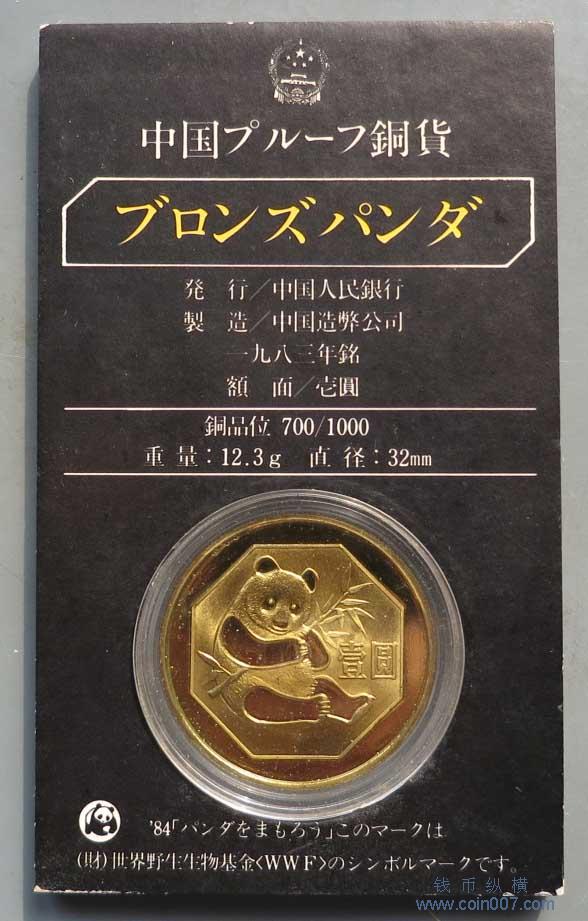 中国プルーフ銅貨
ブロンズパンダ
発 行/中国人民銀行
製 造/中国造幣公司
一九八三年銘
額 面/壱圓
銅品位 700/1000
重 量:12.3g 直 径:32mm
壹圆
'84「パンダをまもろう」このマークは
(財)世界野生生物基金〈WWF〉のシンボルマークです。
钱币纵横
www.coin007.com